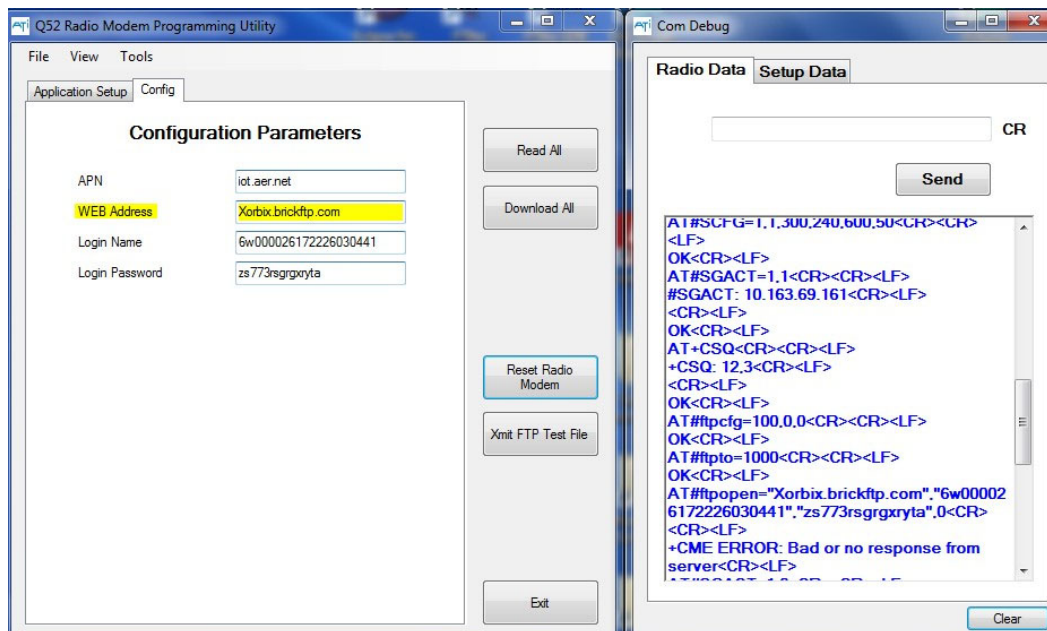 ATi Q52 Radio Modem Programming Utility
File View Tools
Application Setup Config
Configuration Parameters
APN iot.aer.net
WEB Address Xorbix.brickftp.com
Login Name 6w000026172226030441
Login Password zs773rsgrgxryta
Read All
Download All
Reset Radio
Modem
Xmit FTP Test File
Exit
ATi Com Debug
Radio Data Setup Data
CR
Send
AT#SCFG=1,1,300,240,600,50<CR><CR>
<LF>
OK<CR><LF>
AT#SGACT=1,1<CR><CR><LF>
#SGACT: 10.163.69.161<CR><LF>
<CR><LF>
OK<CR><LF>
AT+CSQ<CR><CR><LF>
+CSQ: 12,3<CR><LF>
<CR><LF>
OK<CR><LF>
AT#ftpcfg=100,0,0<CR><CR><LF>
OK<CR><LF>
AT#ftpto=1000<CR><CR><LF>
OK<CR><LF>
AT#ftpopen="Xorbix.brickftp.com","6w00002
6172226030441","zs773rsgrgxryta",0<CR>
<CR><LF>
+CME ERROR: Bad or no response from
server<CR><LF>
Clear